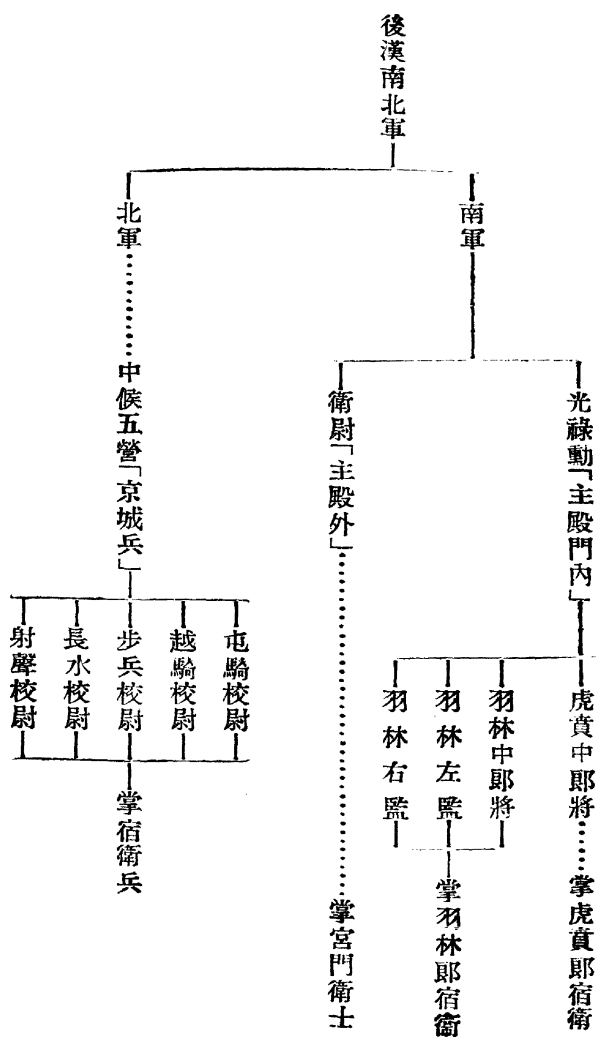 後漢南北軍
南軍
光祿勳「主殿門內」
虎賁中郎將
掌虎賁郎宿衛
羽林中郎將
羽林左監
羽林右監
掌羽林郎宿衞
衛尉「主殿外」
掌宮門衛士
北軍
中候五營「京城兵」
屯騎校尉
越騎校尉
步兵校尉
長水校尉
射聲校尉
掌宿衛兵